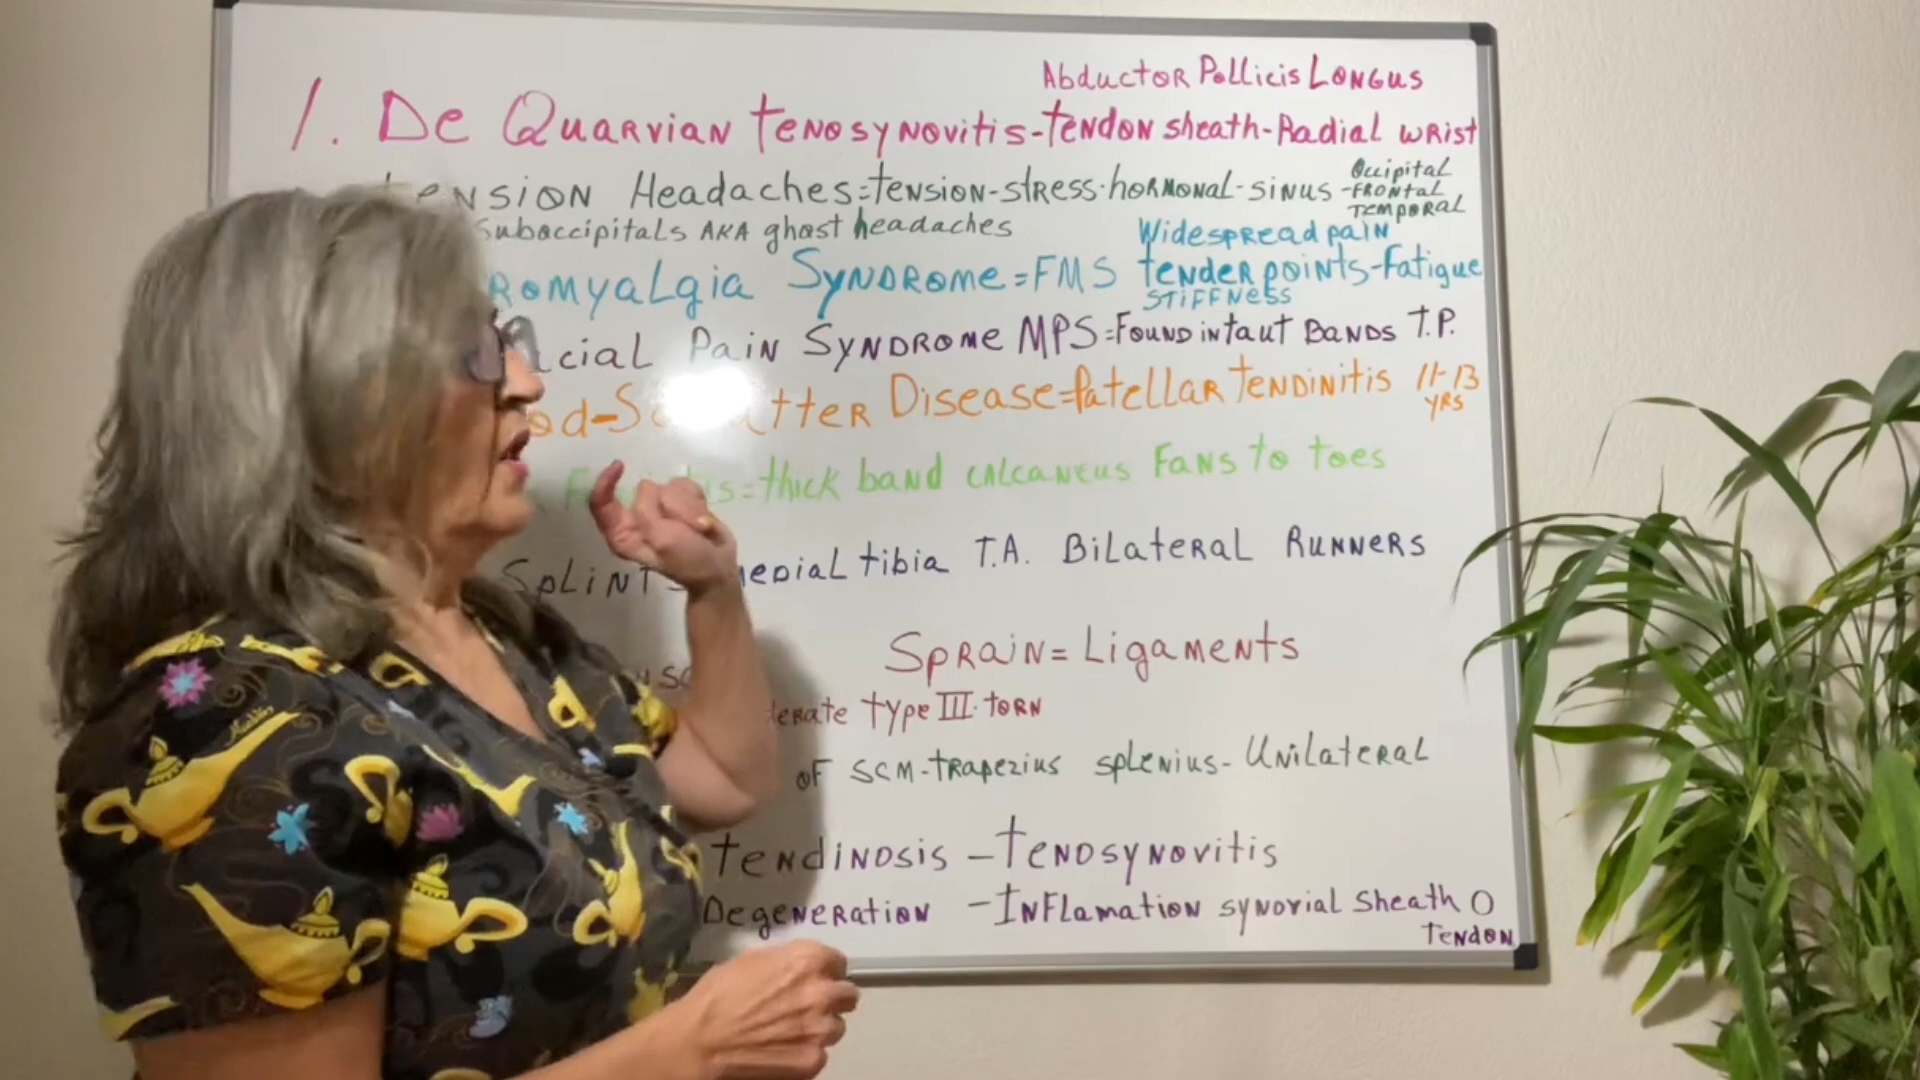 Abductor Pollicis Longus
1. De Quarvian Tenosynovitis-Tendon sheath-Radial wrist
Headaches=Tension-stress-hormonal-sinus -Occipital
-Frontal
Temporal
Suboccipitals AKA ghost headaches
Widespread pain
Syndrome=FMS Tender points-Fatigue
Stiffness
Pain Syndrome MPS=Found in taut Bands T.P.
Disease=Patellar Tendinitis 11-13
yrs
=thick band calcaneus Fans to toes
Tibia T.A. Bilateral Runners
Sprain=Ligaments
Type III-torn
of SCM-Trapezius splenius-Unilateral
Tendinosis -Tenosynovitis
Degeneration -Inflamation synovial sheath O
Tendon